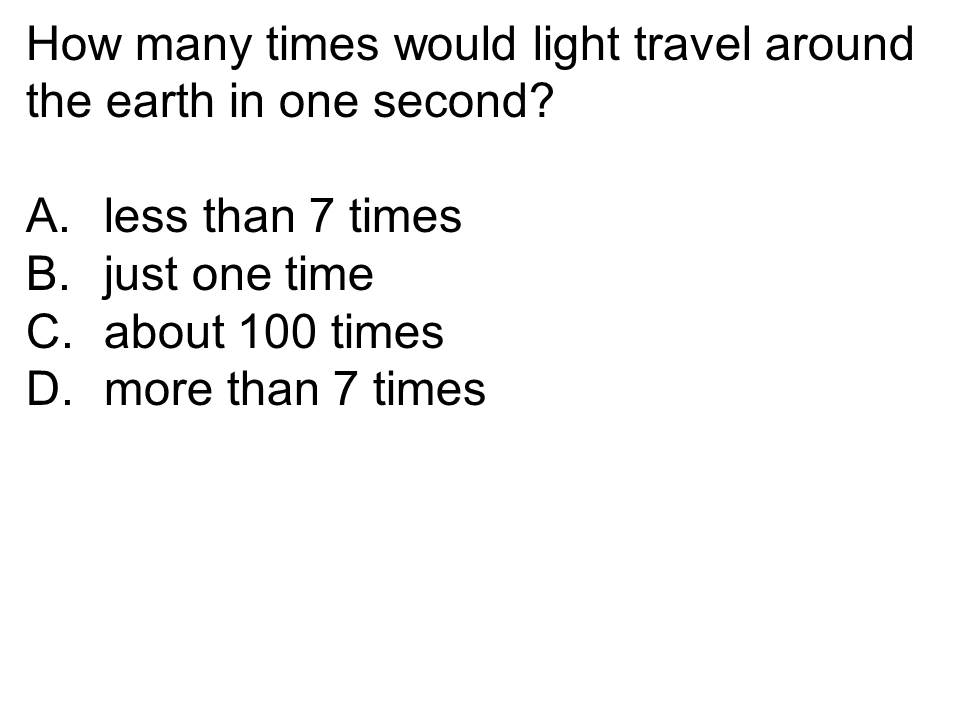 How many times would light travel around
the earth in one second?
A. less than 7 times
B. just one time
C. about 100 times
D. more than 7 times